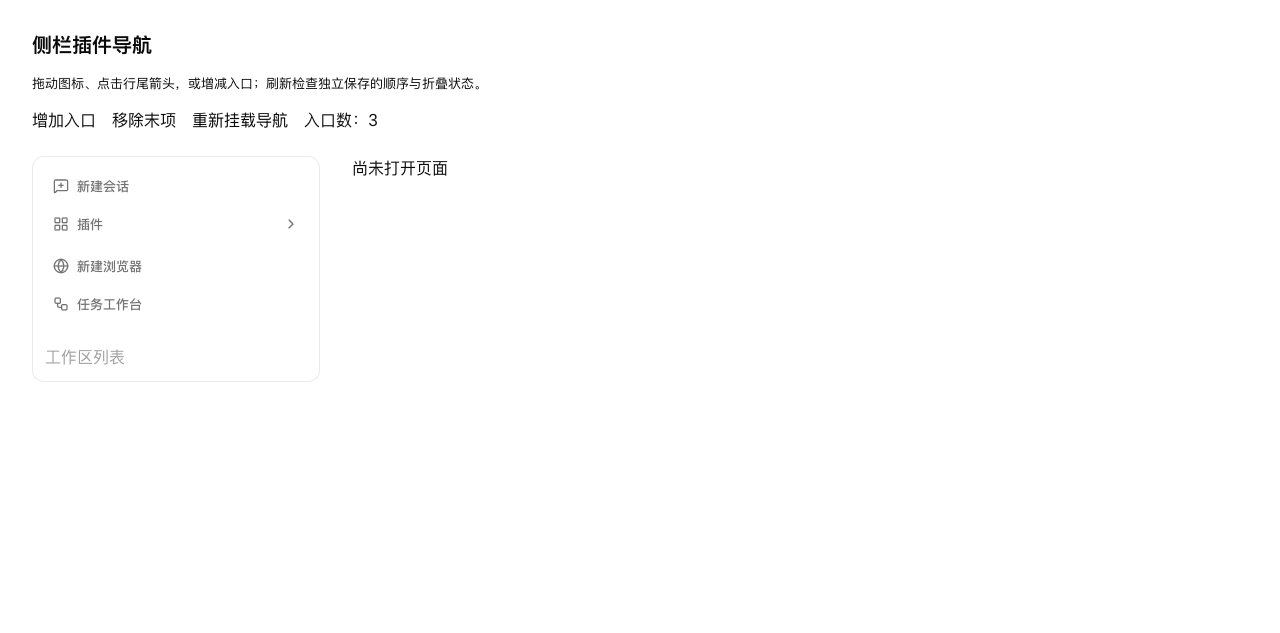 侧栏插件导航
拖动图标、点击行尾箭头，或增减入口；刷新检查独立保存的顺序与折叠状态。
增加入口 移除末项 重新挂载导航 入口数：3
新建会话
尚未打开页面
插件
新建浏览器
任务工作台
工作区列表